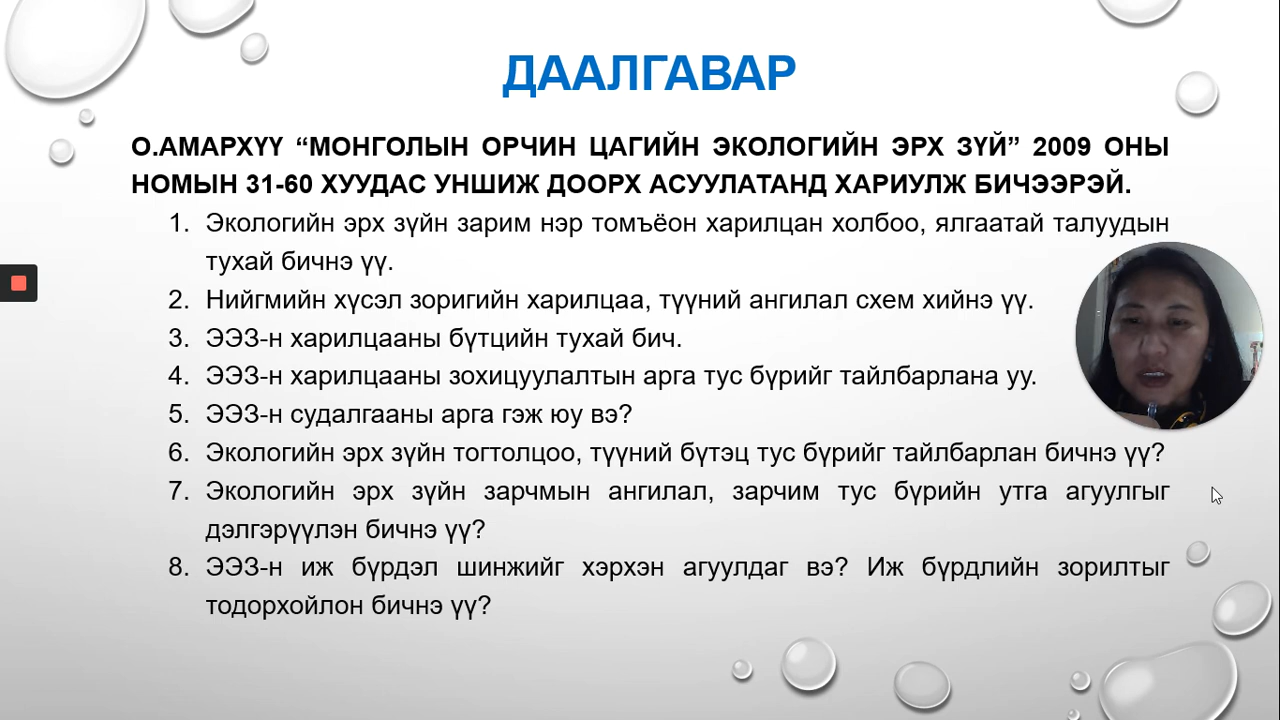 ДААЛГАВАР
О.АМАРХҮҮ “МОНГОЛЫН ОРЧИН ЦАГИЙН ЭКОЛОГИЙН ЭРХ ЗҮЙ” 2009 ОНЫ
НОМЫН 31-60 ХУУДАС УНШИЖ ДООРХ АСУУЛАТАНД ХАРИУЛЖ БИЧЭЭРЭЙ.
1. Экологийн эрх зүйн зарим нэр томъёон харилцан холбоо, ялгаатай талуудын
тухай бичнэ үү.
2. Нийгмийн хүсэл зоригийн харилцаа, түүний ангилал схем хийнэ үү.
3. ЭЭЗ-н харилцааны бүтцийн тухай бич.
4. ЭЭЗ-н харилцааны зохицуулалтын арга тус бүрийг тайлбарлана уу.
5. ЭЭЗ-н судалгааны арга гэж юу вэ?
6. Экологийн эрх зүйн тогтолцоо, түүний бүтэц тус бүрийг тайлбарлан бичнэ үү?
7. Экологийн эрх зүйн зарчмын ангилал, зарчим тус бүрийн утга агуулгыг
дэлгэрүүлэн бичнэ үү?
8. ЭЭЗ-н иж бүрдэл шинжийг хэрхэн агуулдаг вэ? Иж бүрдлийн зорилтыг
тодорхойлон бичнэ үү?